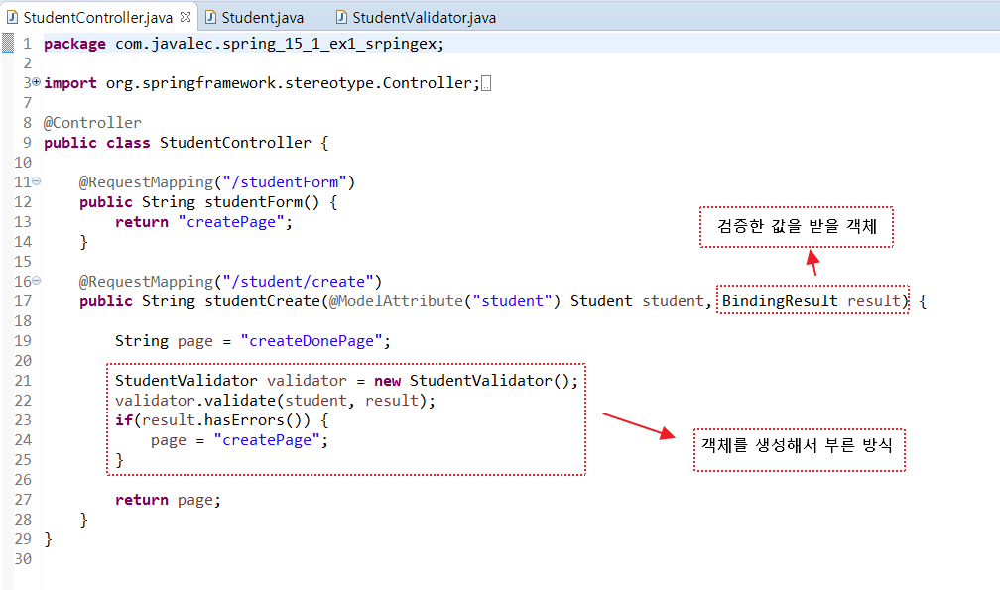 StudentController.java Student.java StudentValidator.java
1 package com.javalec.spring_15_1_ex1_srpingex;
2
3 import org.springframework.stereotype.Controller;
7
8 @Controller
9 public class StudentController {
10
11 @RequestMapping("/studentForm")
12 public String studentForm() {
13 return "createPage";
14 }
검증한 값을 받을 객체
15
16 @RequestMapping("/student/create")
17 public String studentCreate(@ModelAttribute("student") Student student, BindingResult result) {
18
19 String page = "createDonePage";
20
21 StudentValidator validator = new StudentValidator();
22 validator.validate(student, result);
23 if(result.hasErrors()) {
24 page = "createPage";
25 }
객체를 생성해서 부른 방식
26
27 return page;
28 }
29 }
30